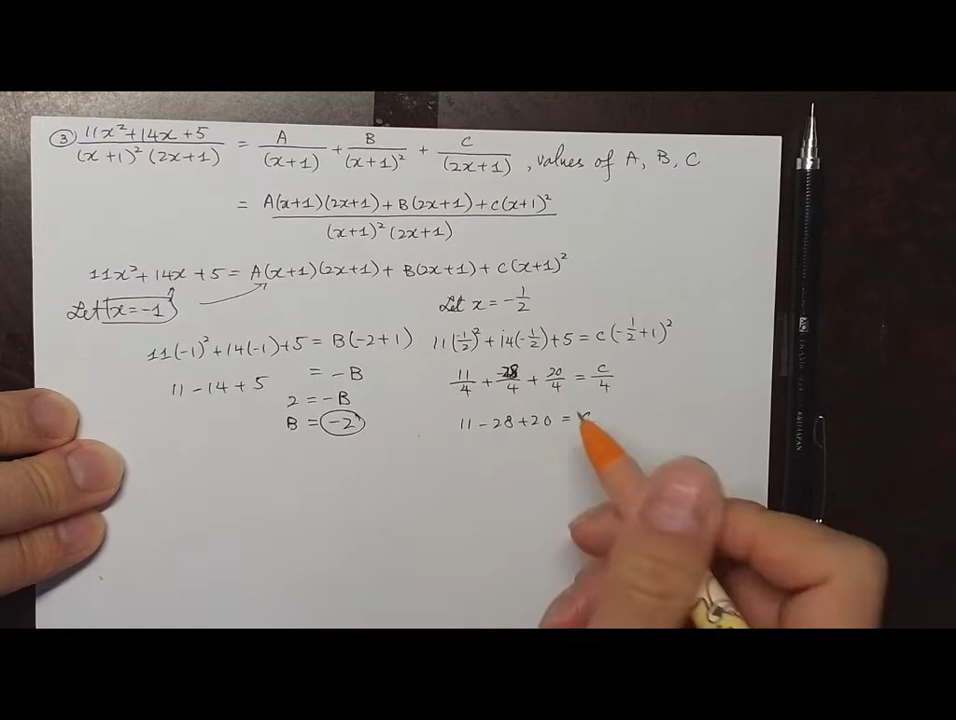 ③ (11x²+14x+5)/((x+1)²(2x+1)) = A/(x+1) + B/(x+1)² + C/(2x+1), values of A, B, C
= (A(x+1)(2x+1)+B(2x+1)+C(x+1)²)/((x+1)²(2x+1))
11x²+14x+5 = A(x+1)(2x+1)+B(2x+1)+C(x+1)²
Let x=-1
11(-1)²+14(-1)+5 = B(-2+1)
11-14+5 = -B
2 = -B
B = -2
Let x = -1/2
11(-1/2)²+14(-1/2)+5 = C(-1/2+1)²
11/4 + -28/4 + 20/4 = C/4
11-28+20 =